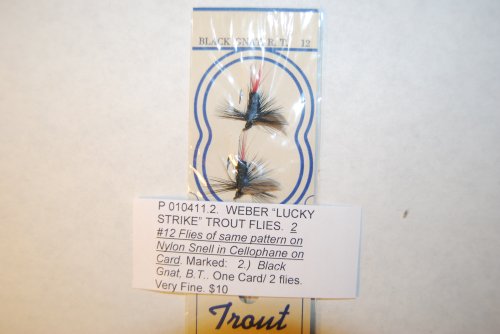 BLACK GNAT R. T. 12
P 010411.2. WEBER "LUCKY
STRIKE" TROUT FLIES. 2
#12 Flies of same pattern on
Nylon Snell in Cellophane on
Card. Marked: 2.) Black
Gnat, B.T.. One Card/ 2 flies.
Very Fine. $10
Trout